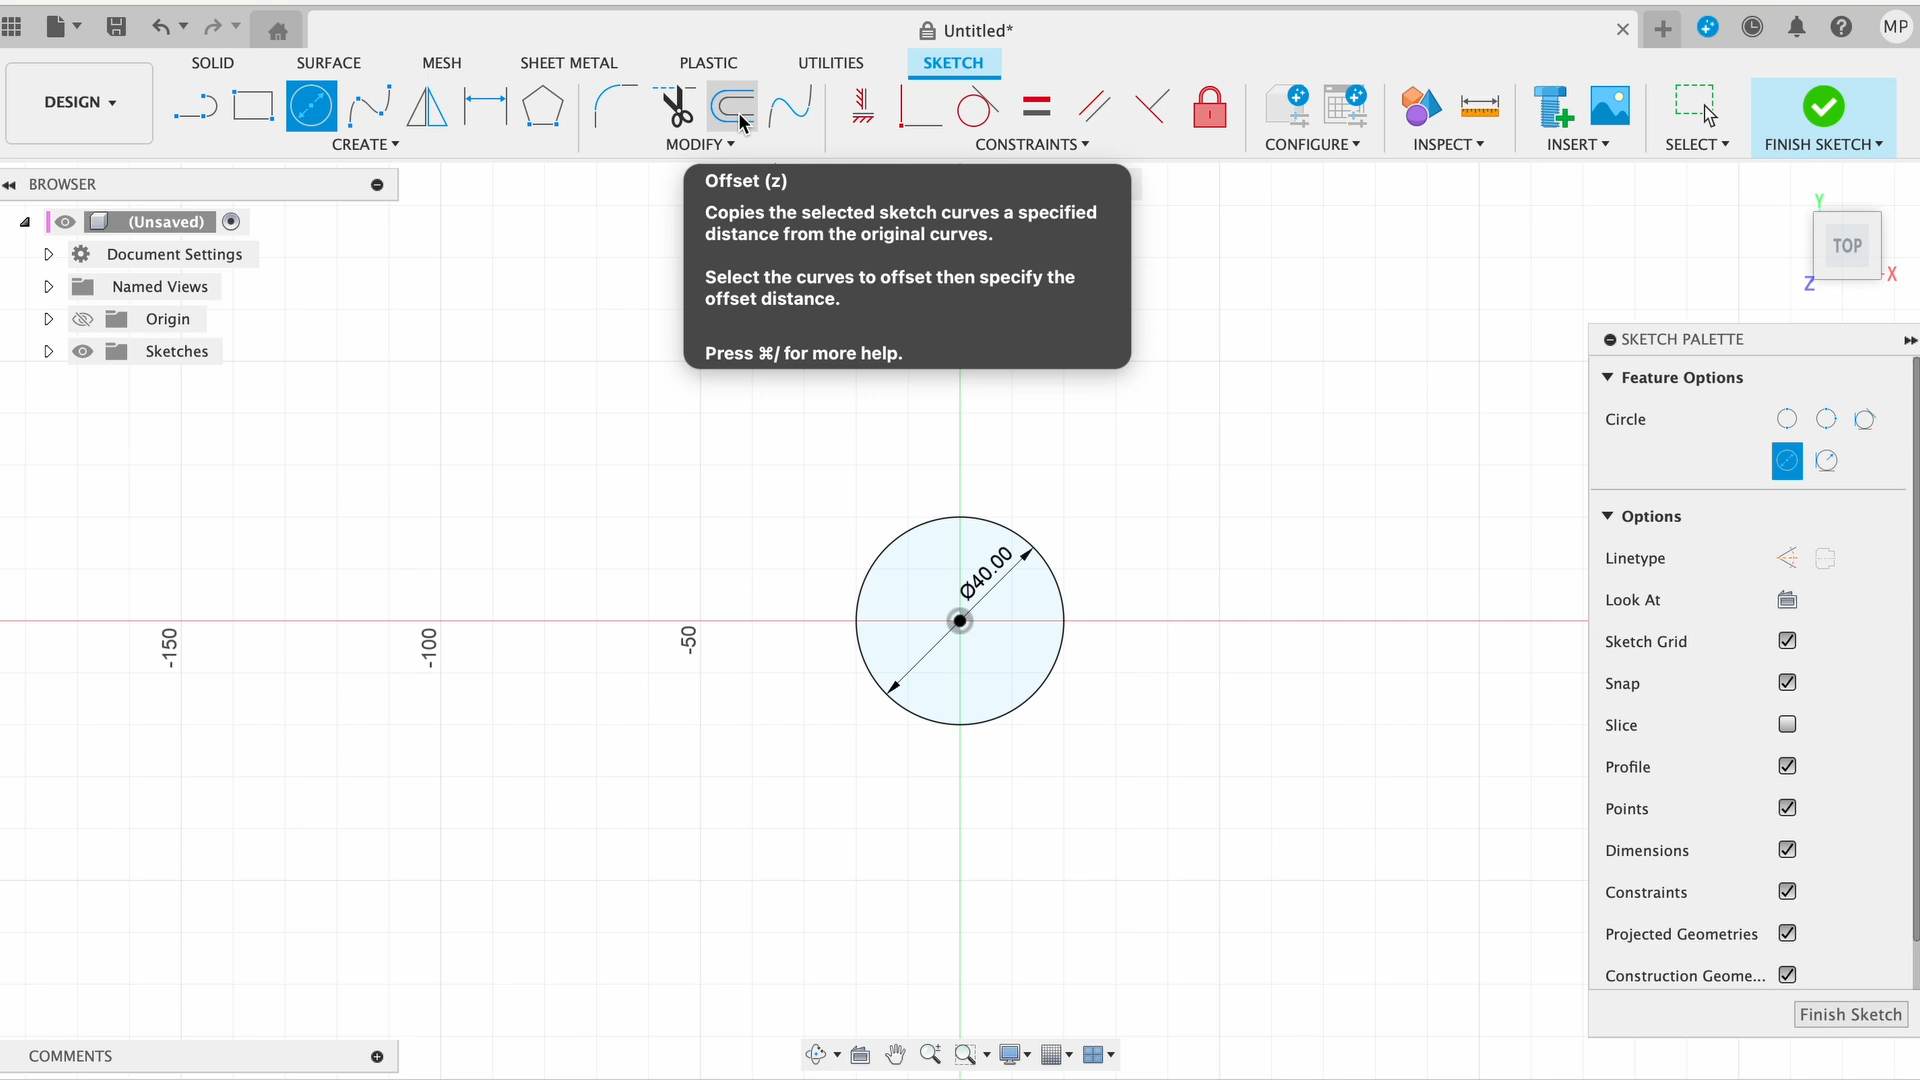 Untitled*
MP
SOLID
SURFACE
MESH
SHEET METAL
PLASTIC
UTILITIES
SKETCH
DESIGN
CREATE
MODIFY
CONSTRAINTS
CONFIGURE
INSPECT
INSERT
SELECT
FINISH SKETCH
BROWSER
(Unsaved)
Document Settings
Named Views
Origin
Sketches
Offset (z)
Copies the selected sketch curves a specified
distance from the original curves.
Select the curves to offset then specify the
offset distance.
Press ⌘/ for more help.
Y
TOP
X
Z
SKETCH PALETTE
Feature Options
Circle
Options
Linetype
Look At
Sketch Grid
Snap
Slice
Profile
Points
Dimensions
Constraints
Projected Geometries
Construction Geome...
Finish Sketch
Ø40.00
-150
-100
-50
COMMENTS